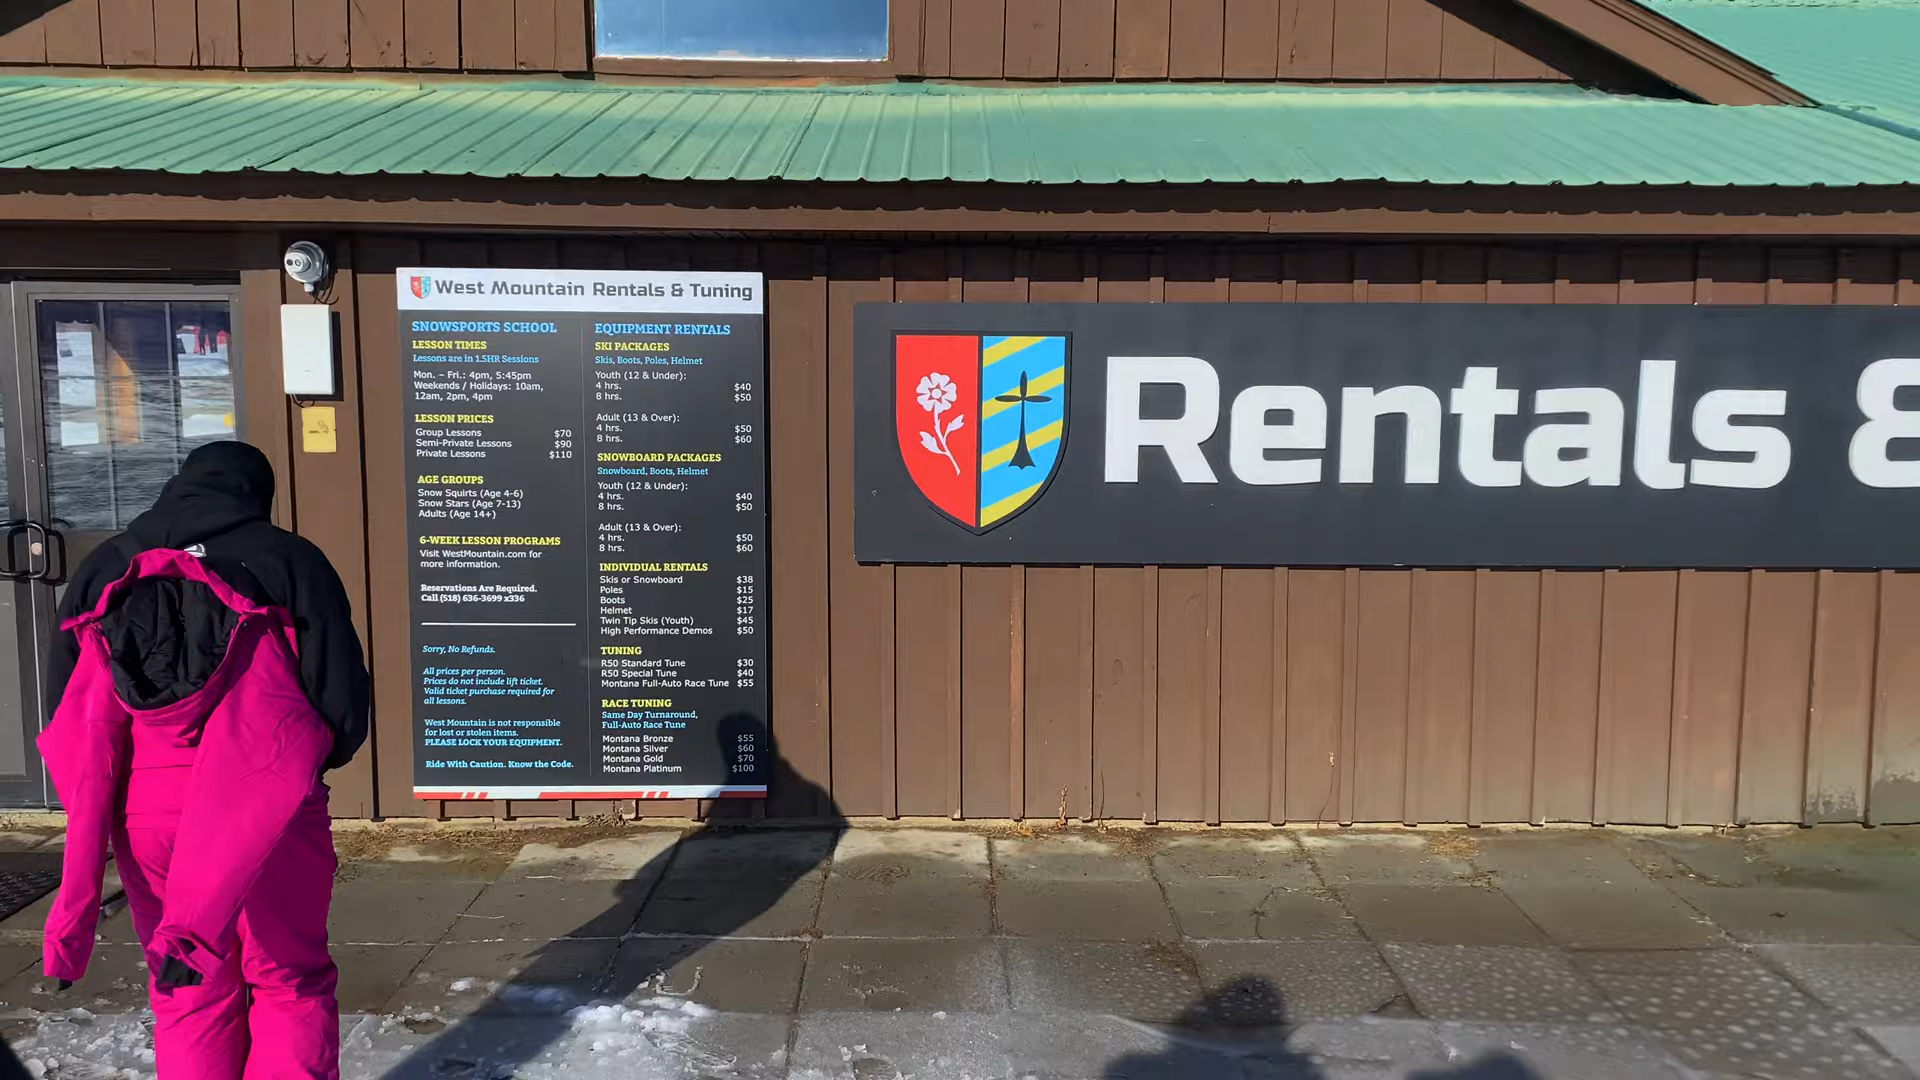 West Mountain Rentals & Tuning
SNOWSPORTS SCHOOL
LESSON TIMES
Lessons are in 1.5HR Sessions
Mon. – Fri.: 4pm, 5:45pm
Weekends / Holidays: 10am,
12am, 2pm, 4pm
LESSON PRICES
Group Lessons $70
Semi-Private Lessons $90
Private Lessons $110
AGE GROUPS
Snow Squirts (Age 4-6)
Snow Stars (Age 7-13)
Adults (Age 14+)
6-WEEK LESSON PROGRAMS
Visit WestMountain.com for
more information.
Reservations Are Required.
Call (518) 636-3699 x336
Sorry, No Refunds.
All prices per person.
Prices do not include lift ticket.
Valid ticket purchase required for
all lessons.
West Mountain is not responsible
for lost or stolen items.
PLEASE LOCK YOUR EQUIPMENT.
Ride With Caution. Know the Code.
EQUIPMENT RENTALS
SKI PACKAGES
Skis, Boots, Poles, Helmet
Youth (12 & Under):
4 hrs. $40
8 hrs. $50
Adult (13 & Over):
4 hrs. $50
8 hrs. $60
SNOWBOARD PACKAGES
Snowboard, Boots, Helmet
Youth (12 & Under):
4 hrs. $40
8 hrs. $50
Adult (13 & Over):
4 hrs. $50
8 hrs. $60
INDIVIDUAL RENTALS
Skis or Snowboard $38
Poles $15
Boots $25
Helmet $17
Twin Tip Skis (Youth) $45
High Performance Demos $50
TUNING
R50 Standard Tune $30
R50 Special Tune $40
Montana Full-Auto Race Tune $55
RACE TUNING
Same Day Turnaround,
Full-Auto Race Tune
Montana Bronze $55
Montana Silver $60
Montana Gold $70
Montana Platinum $100
Rentals &